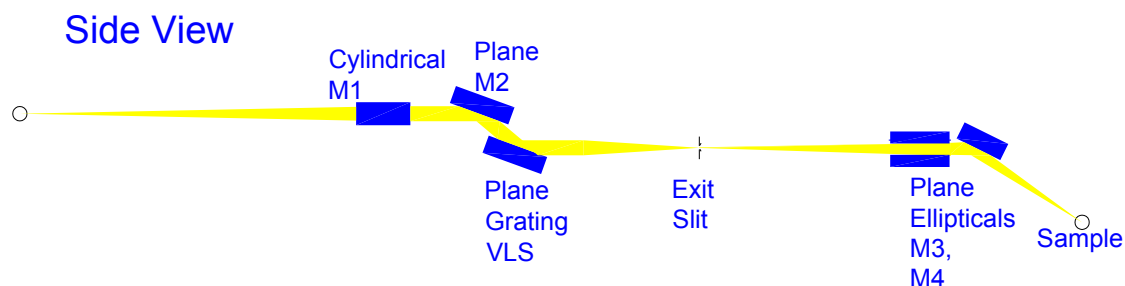 Side View
Cylindrical
M1
Plane
M2
Plane
Grating
VLS
Exit
Slit
Plane
Ellipticals
M3,
M4
Sample